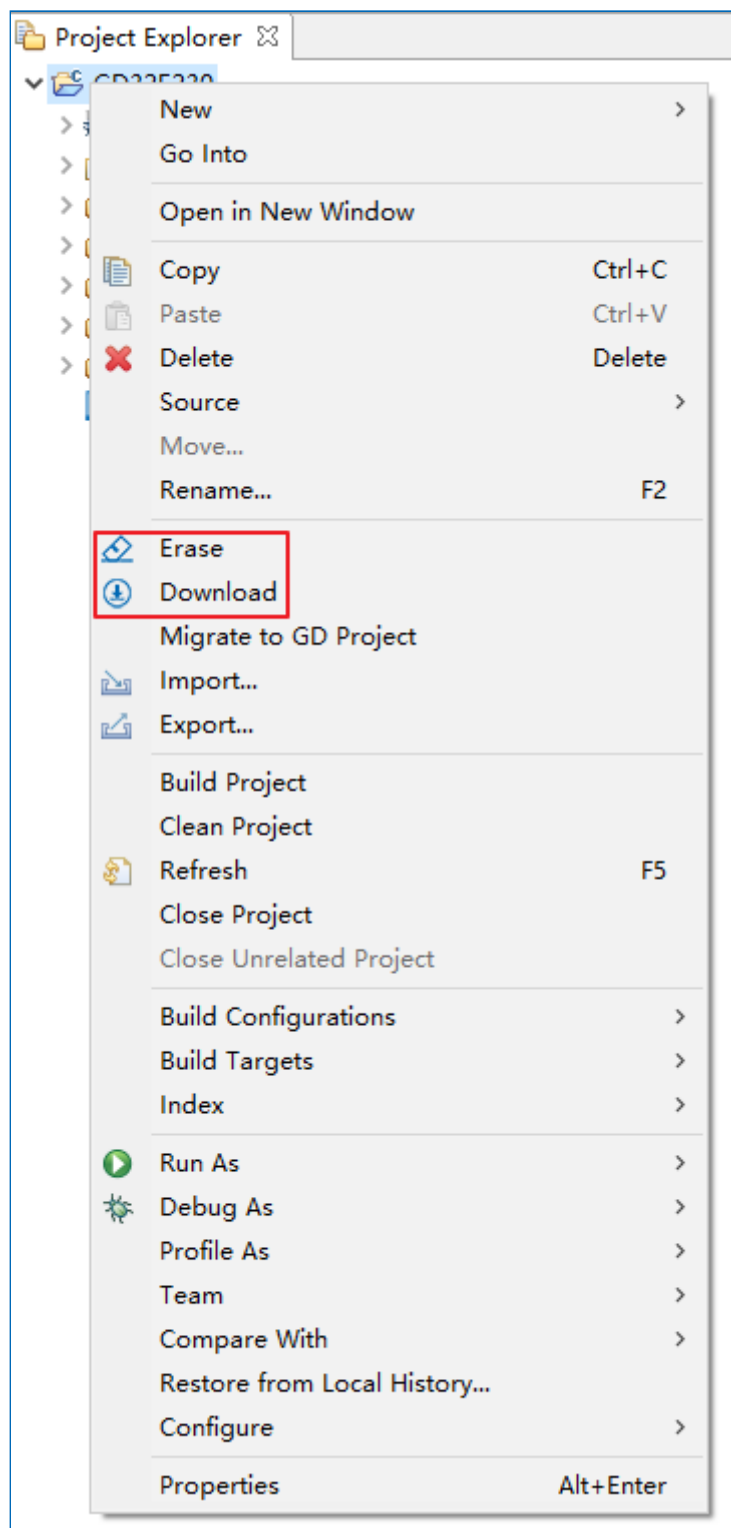 Project Explorer
New
Go Into
Open in New Window
Copy Ctrl+C
Paste Ctrl+V
Delete Delete
Source
Move...
Rename... F2
Erase
Download
Migrate to GD Project
Import...
Export...
Build Project
Clean Project
Refresh F5
Close Project
Close Unrelated Project
Build Configurations
Build Targets
Index
Run As
Debug As
Profile As
Team
Compare With
Restore from Local History...
Configure
Properties Alt+Enter